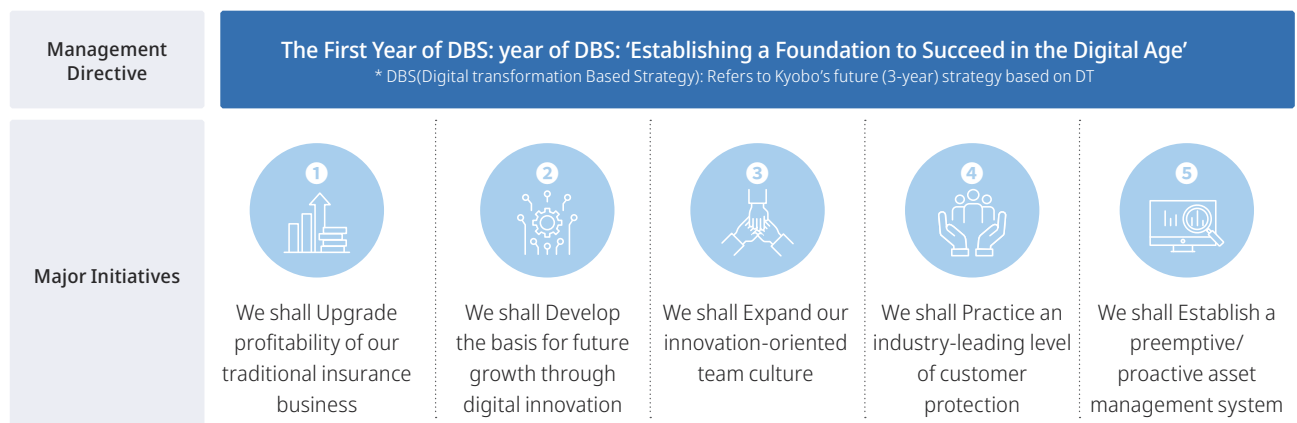 Management
Directive
The First Year of DBS: year of DBS: ‘Establishing a Foundation to Succeed in the Digital Age’
* DBS(Digital transformation Based Strategy): Refers to Kyobo’s future (3-year) strategy based on DT
Major Initiatives
1
We shall Upgrade
profitability of our
traditional insurance
business
2
We shall Develop
the basis for future
growth through
digital innovation
3
We shall Expand our
innovation-oriented
team culture
4
We shall Practice an
industry-leading level
of customer
protection
5
We shall Establish a
preemptive/
proactive asset
management system